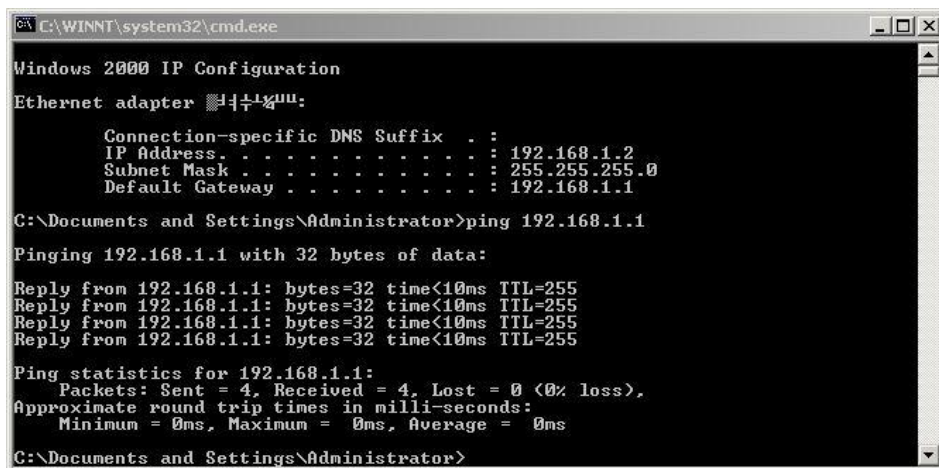 C:\WINNT\system32\cmd.exe
Windows 2000 IP Configuration
Ethernet adapter
Connection-specific DNS Suffix . :
IP Address. . . . . . . . . . . . : 192.168.1.2
Subnet Mask . . . . . . . . . . . : 255.255.255.0
Default Gateway . . . . . . . . . : 192.168.1.1
C:\Documents and Settings\Administrator>ping 192.168.1.1
Pinging 192.168.1.1 with 32 bytes of data:
Reply from 192.168.1.1: bytes=32 time<10ms TTL=255
Reply from 192.168.1.1: bytes=32 time<10ms TTL=255
Reply from 192.168.1.1: bytes=32 time<10ms TTL=255
Reply from 192.168.1.1: bytes=32 time<10ms TTL=255
Ping statistics for 192.168.1.1:
Packets: Sent = 4, Received = 4, Lost = 0 (0% loss),
Approximate round trip times in milli-seconds:
Minimum = 0ms, Maximum =  0ms, Average =  0ms
C:\Documents and Settings\Administrator>